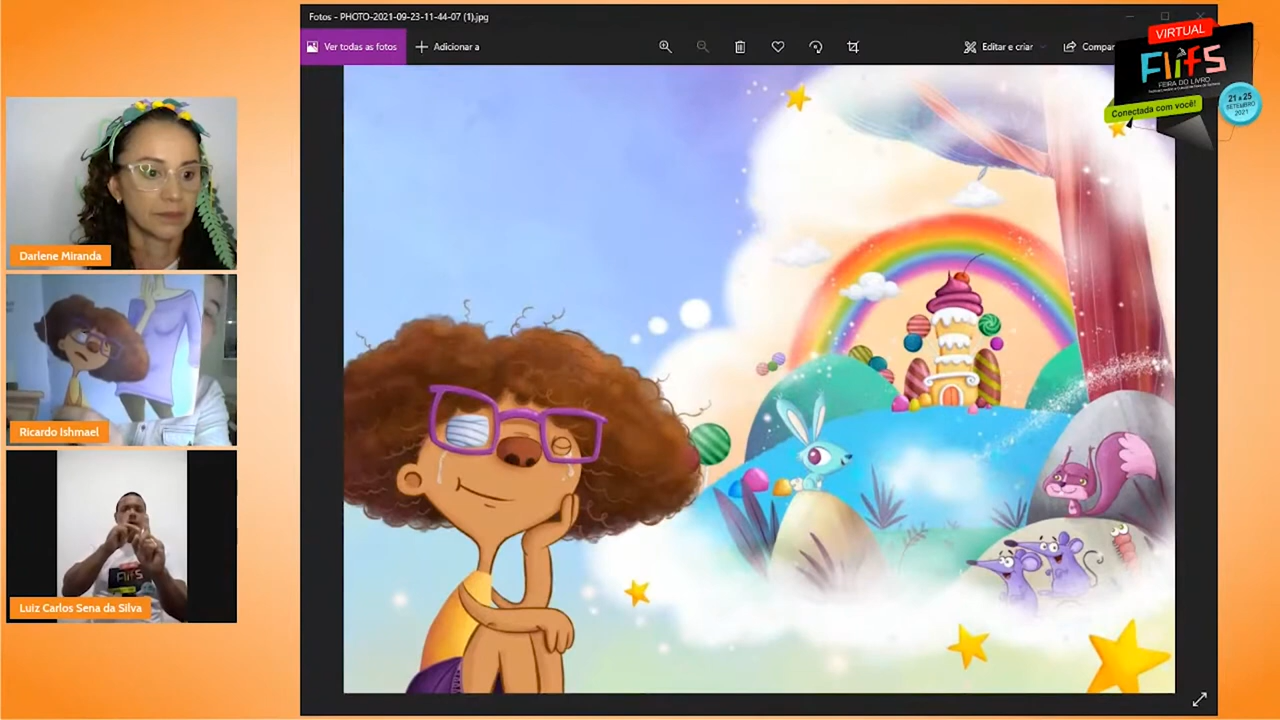 Fotos - PHOTO-2021-09-23-11-44-07 (1).jpg
Ver todas as fotos
Adicionar a
Editar e criar
Compar
VIRTUAL
FLIFS
FEIRA DO LIVRO
Conectada com você!
21 a 25
SETEMBRO
2021
Darlene Miranda
Ricardo Ishmael
FLIFS
Luiz Carlos Sena da Silva